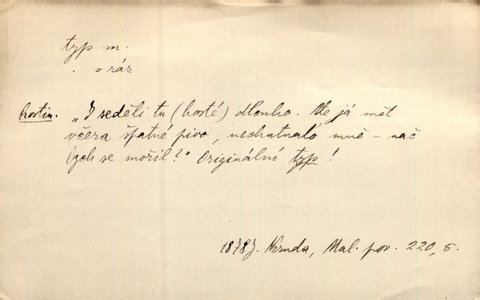 typ m.
. = ráz
hostin. „I seděli tu (hosté) dlouho. Ale já měl
včera špatné pivo, nechutnalo mně – nač
bych se mořil?" Originální typ!
1878 J. Neruda, Mal. pov. 220, 5.